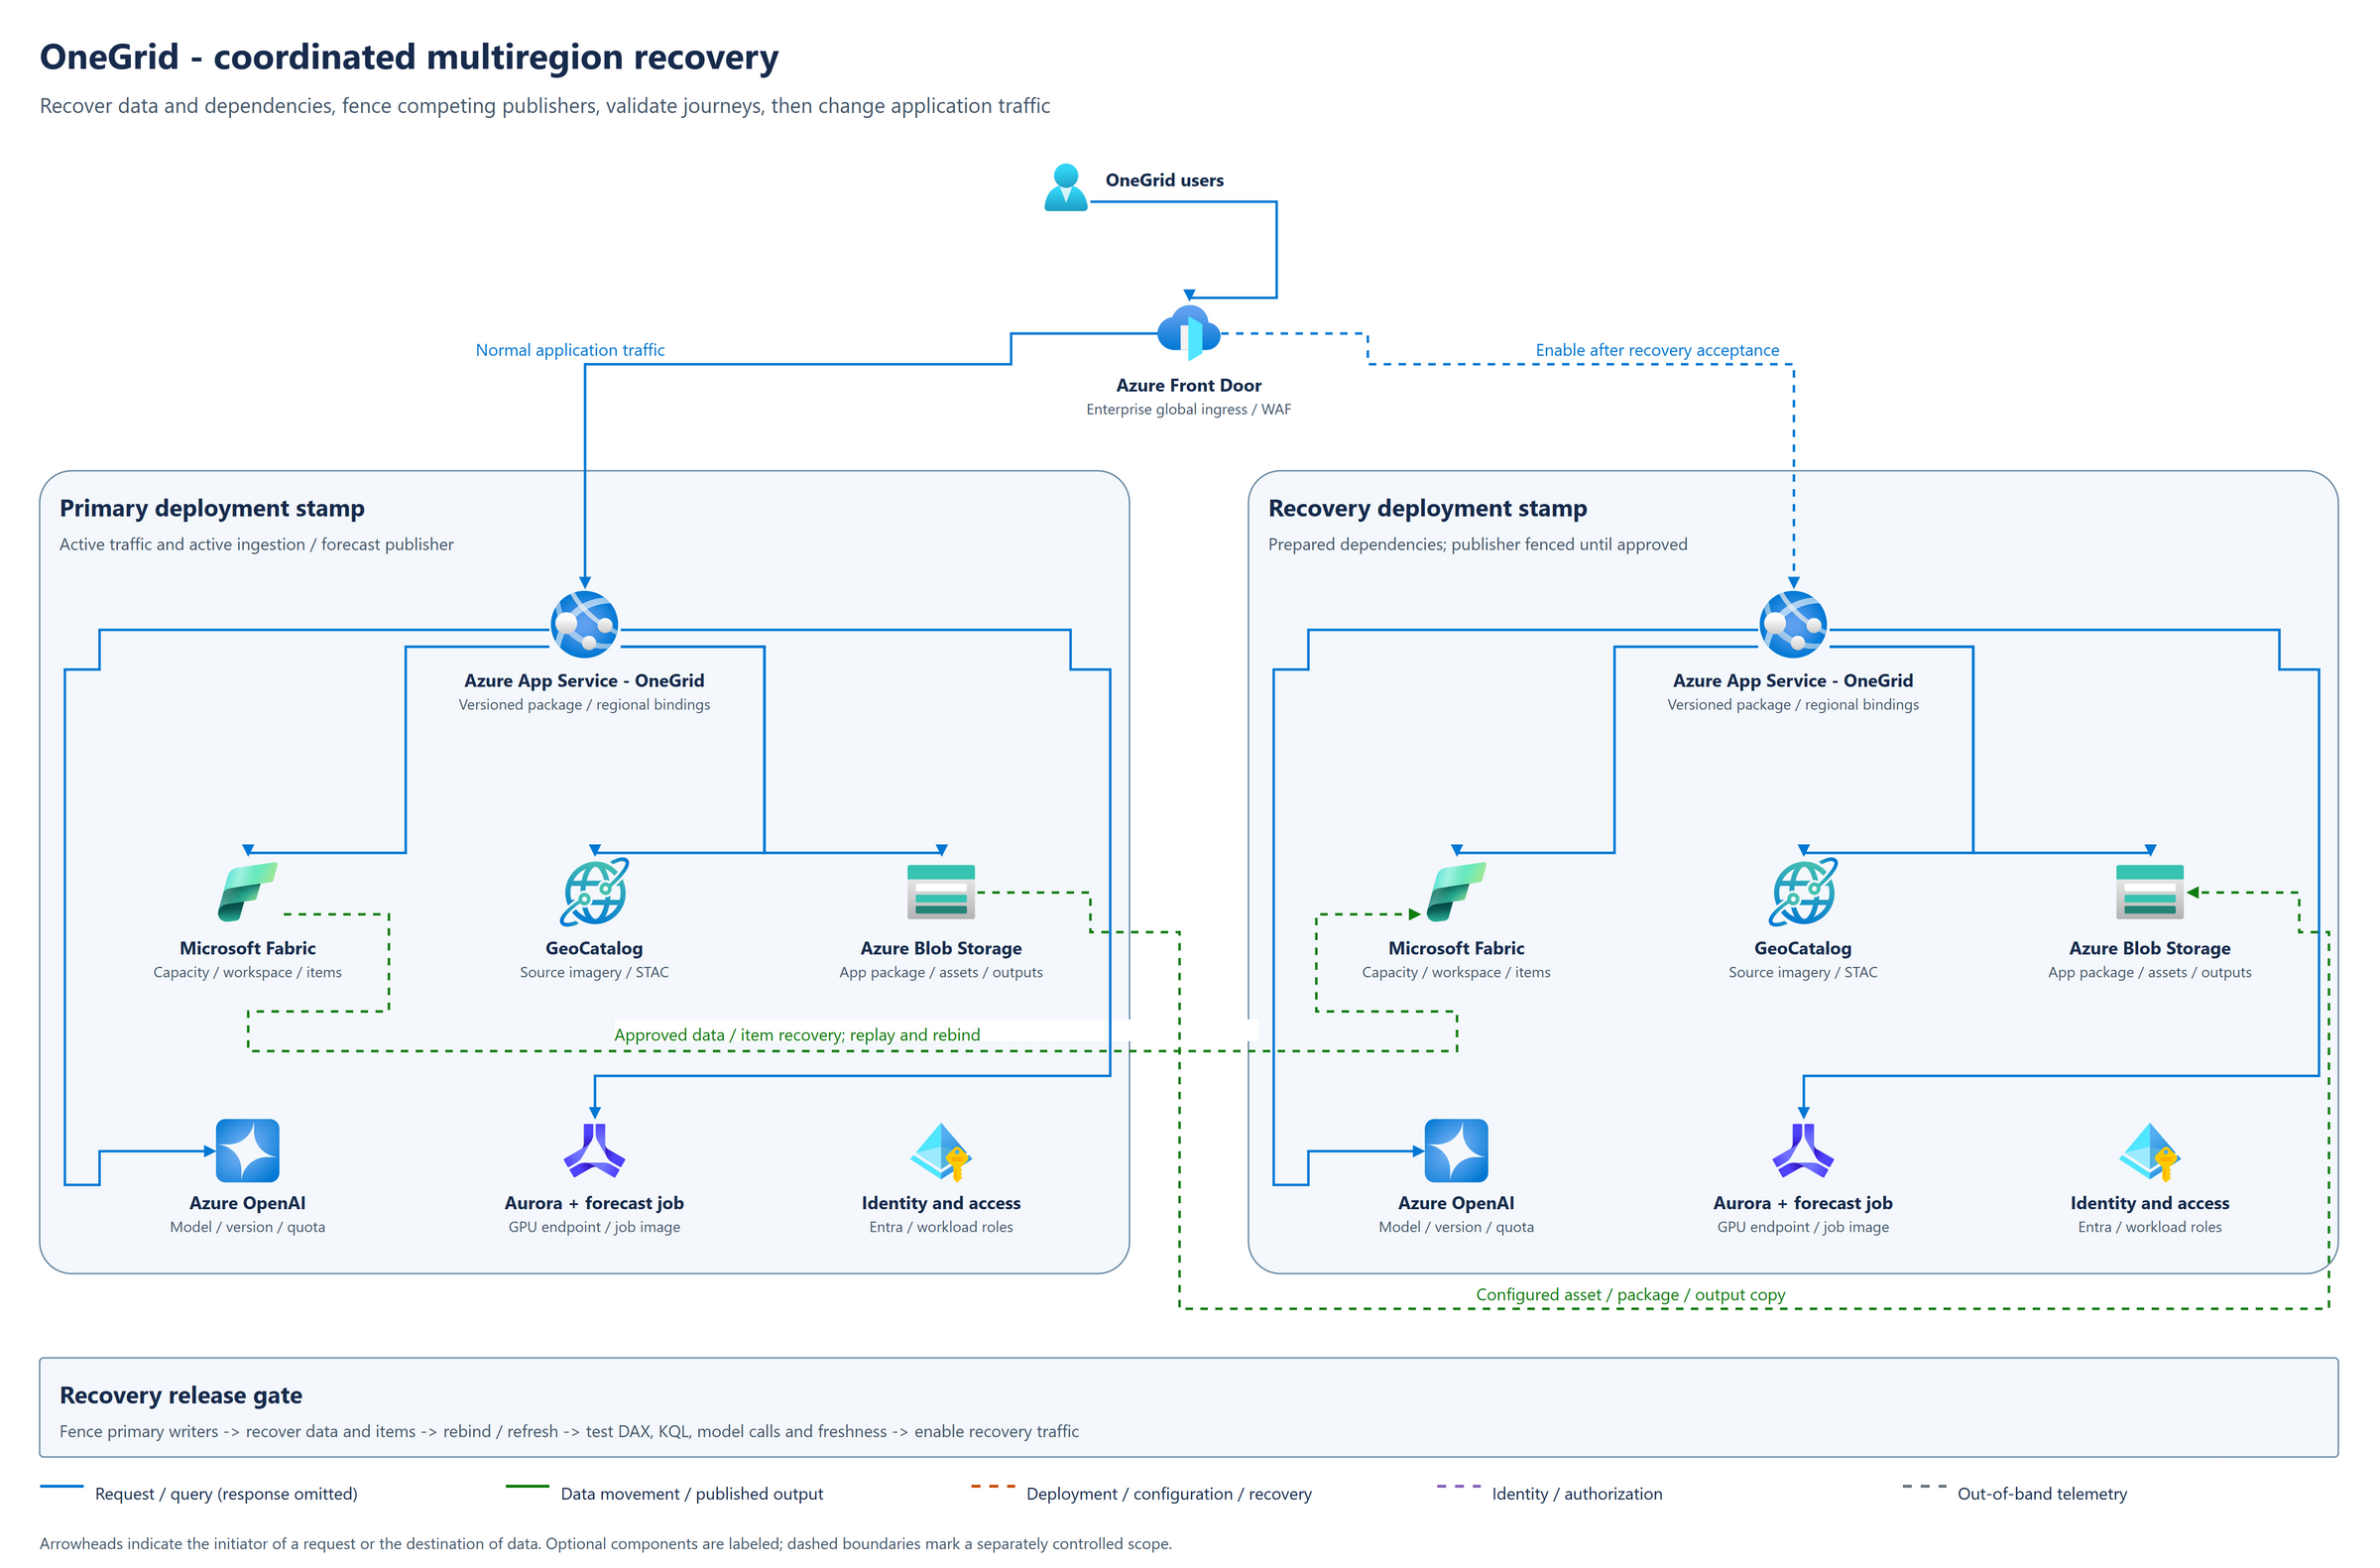 OneGrid - coordinated multiregion recovery
Recover data and dependencies, fence competing publishers, validate journeys, then change application traffic
OneGrid users
Normal application traffic
Enable after recovery acceptance
Azure Front Door
Enterprise global ingress / WAF
Primary deployment stamp
Active traffic and active ingestion / forecast publisher
Azure App Service - OneGrid
Versioned package / regional bindings
Microsoft Fabric
Capacity / workspace / items
GeoCatalog
Source imagery / STAC
Azure Blob Storage
App package / assets / outputs
Approved data / item recovery; replay and rebind
Azure OpenAI
Model / version / quota
Aurora + forecast job
GPU endpoint / job image
Identity and access
Entra / workload roles
Recovery deployment stamp
Prepared dependencies; publisher fenced until approved
Azure App Service - OneGrid
Versioned package / regional bindings
Microsoft Fabric
Capacity / workspace / items
GeoCatalog
Source imagery / STAC
Azure Blob Storage
App package / assets / outputs
Azure OpenAI
Model / version / quota
Aurora + forecast job
GPU endpoint / job image
Identity and access
Entra / workload roles
Configured asset / package / output copy
Recovery release gate
Fence primary writers -> recover data and items -> rebind / refresh -> test DAX, KQL, model calls and freshness -> enable recovery traffic
Request / query (response omitted)
Data movement / published output
Deployment / configuration / recovery
Identity / authorization
Out-of-band telemetry
Arrowheads indicate the initiator of a request or the destination of data. Optional components are labeled; dashed boundaries mark a separately controlled scope.